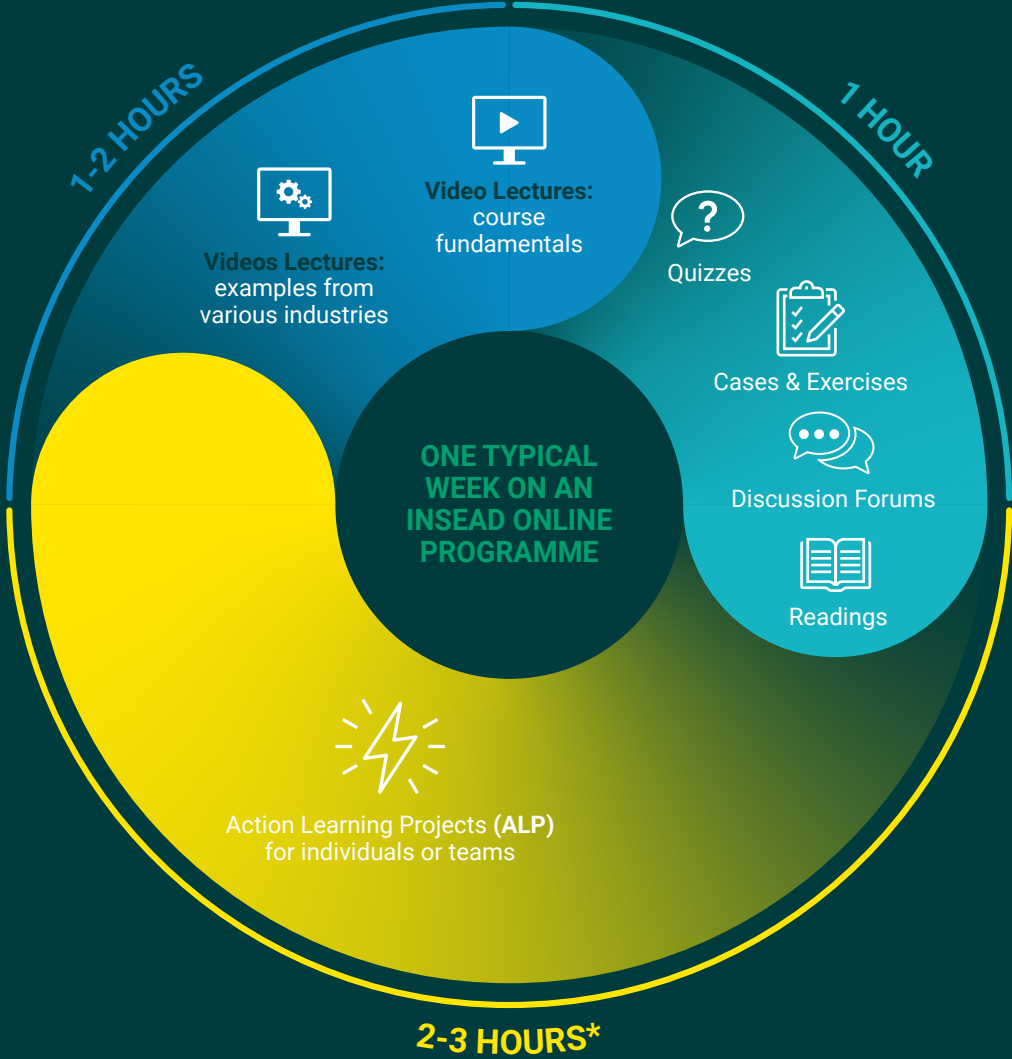 1-2 HOURS
1 HOUR
Video Lectures:
course
fundamentals
Videos Lectures:
examples from
various industries
?
Quizzes
Cases & Exercises
Discussion Forums
Readings
ONE TYPICAL
WEEK ON AN
INSEAD ONLINE
PROGRAMME
Action Learning Projects (ALP)
for individuals or teams
2-3 HOURS*